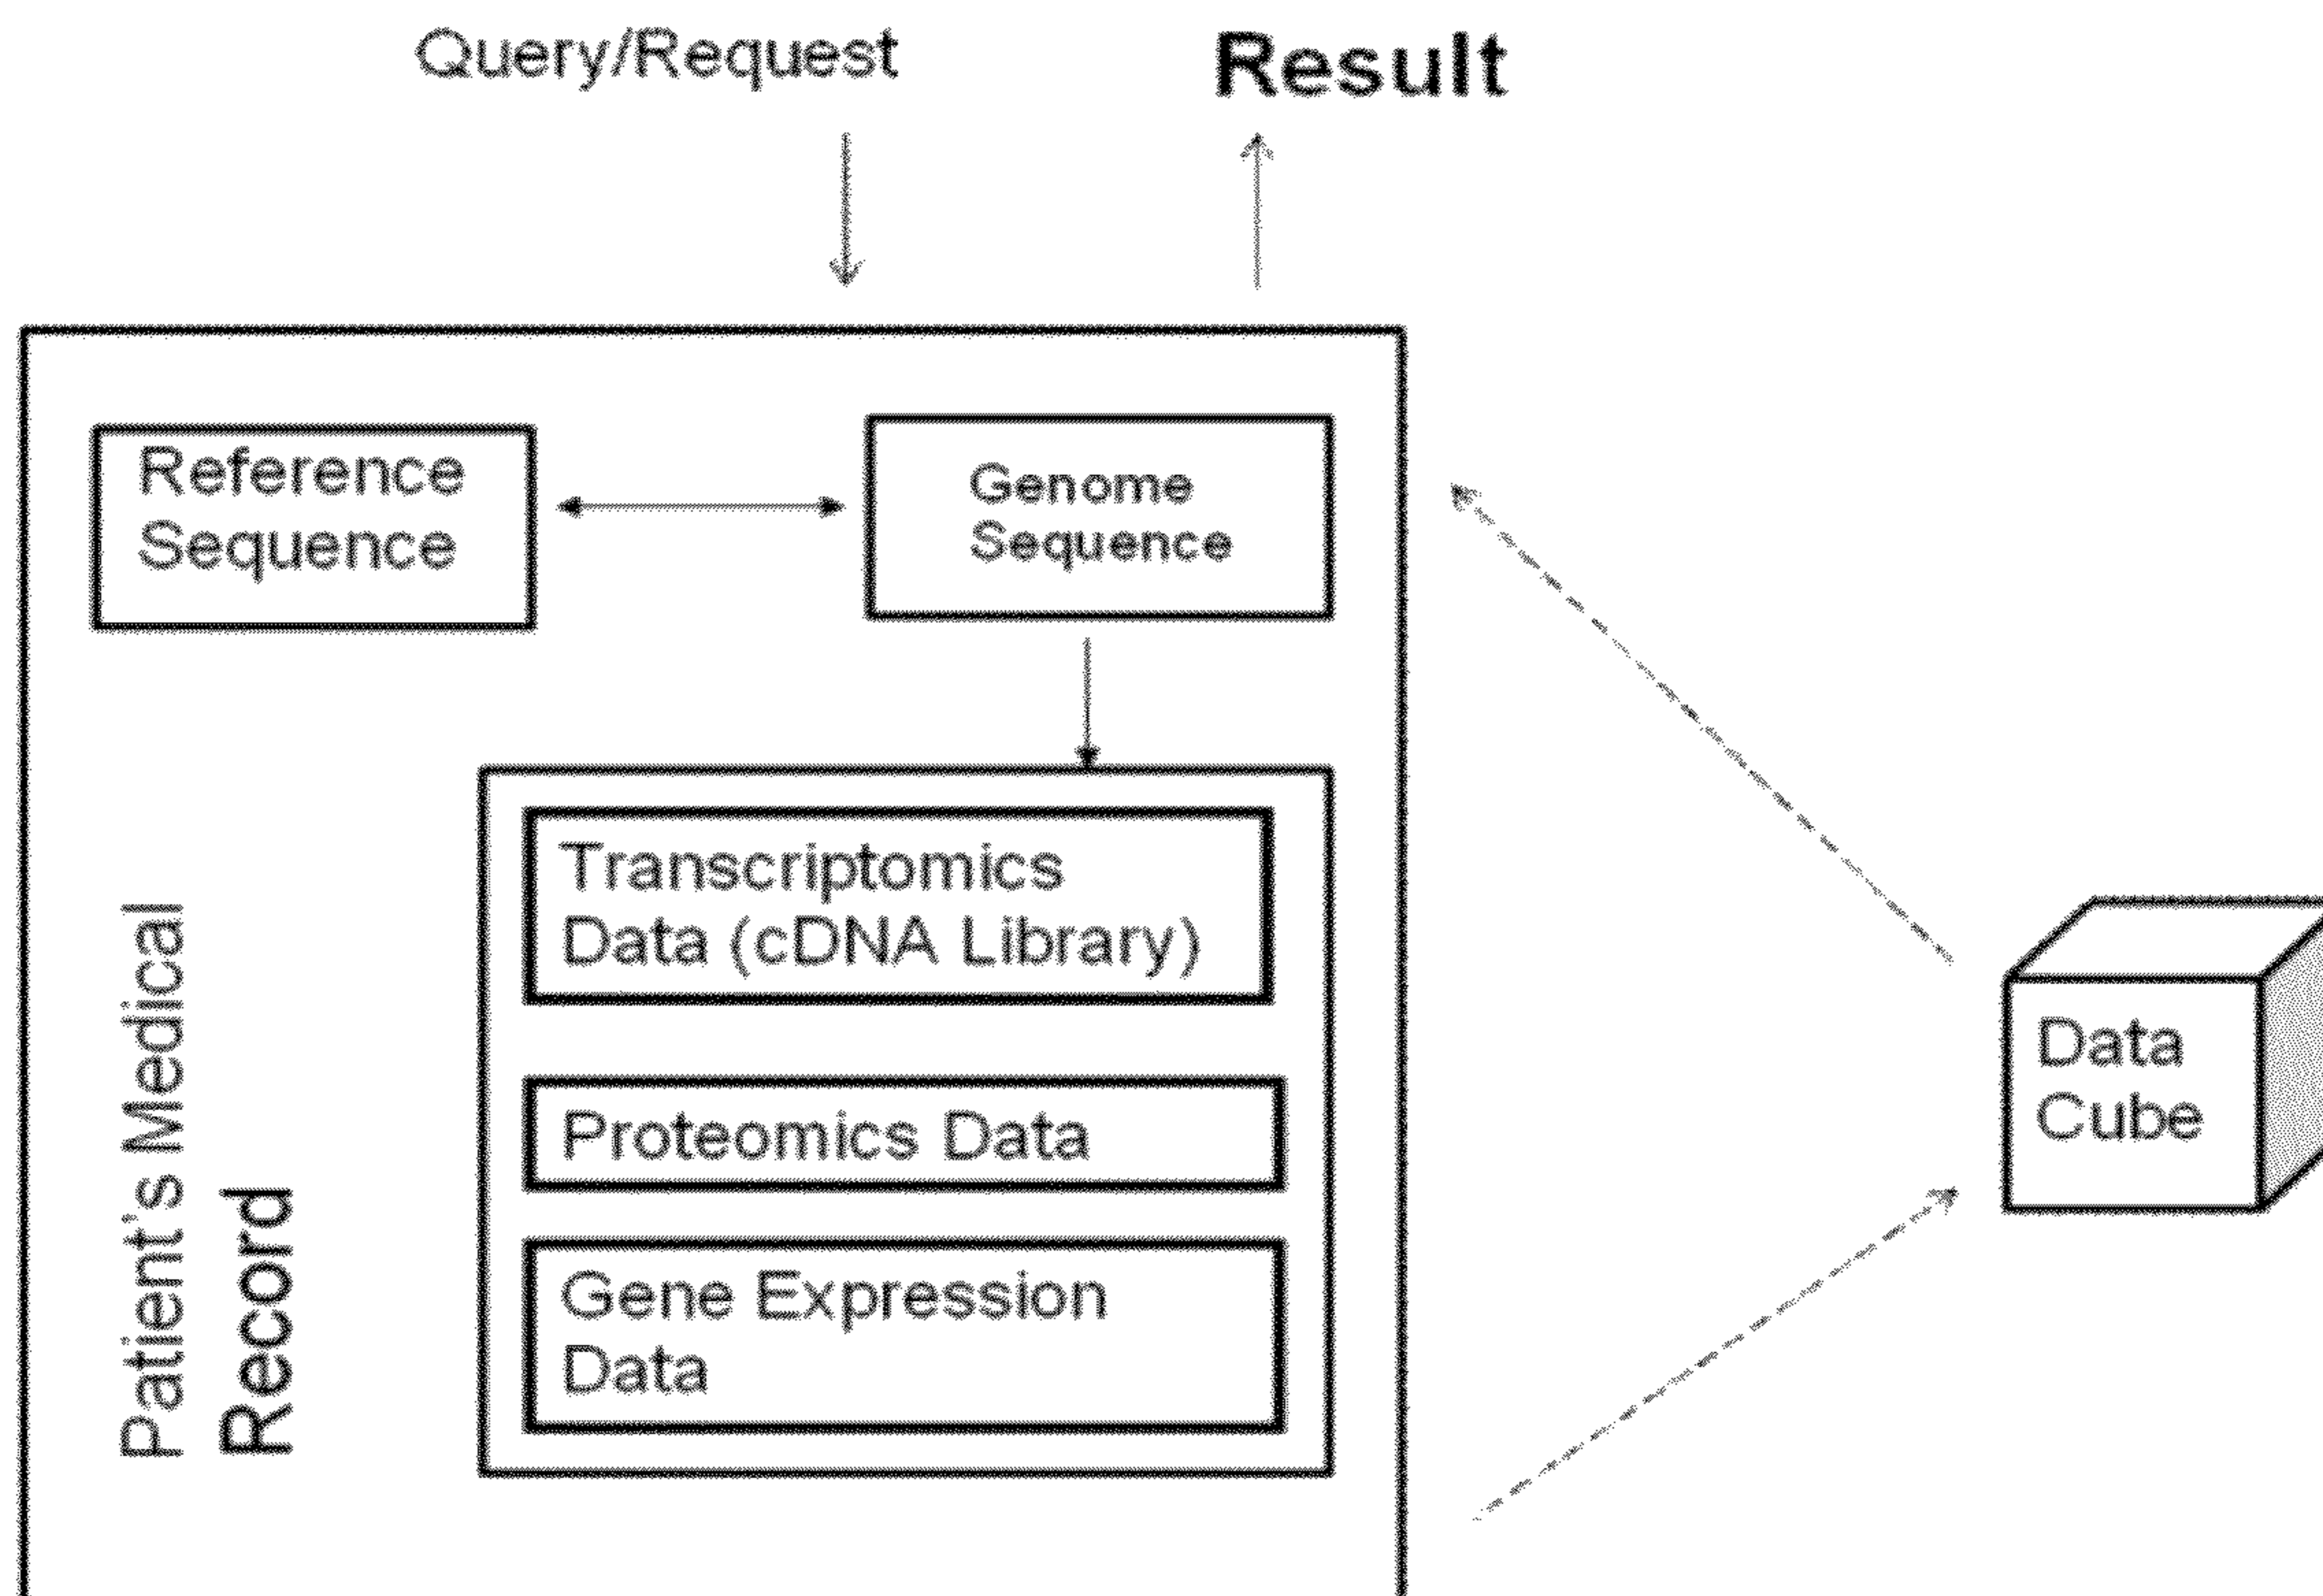 Query/Request
Result
Reference
Sequence
Genome
Sequence
Transcriptomics
Data (cDNA Library)
Proteomics Data
Gene Expression
Data
Patient's Medical
Record
Data
Cube